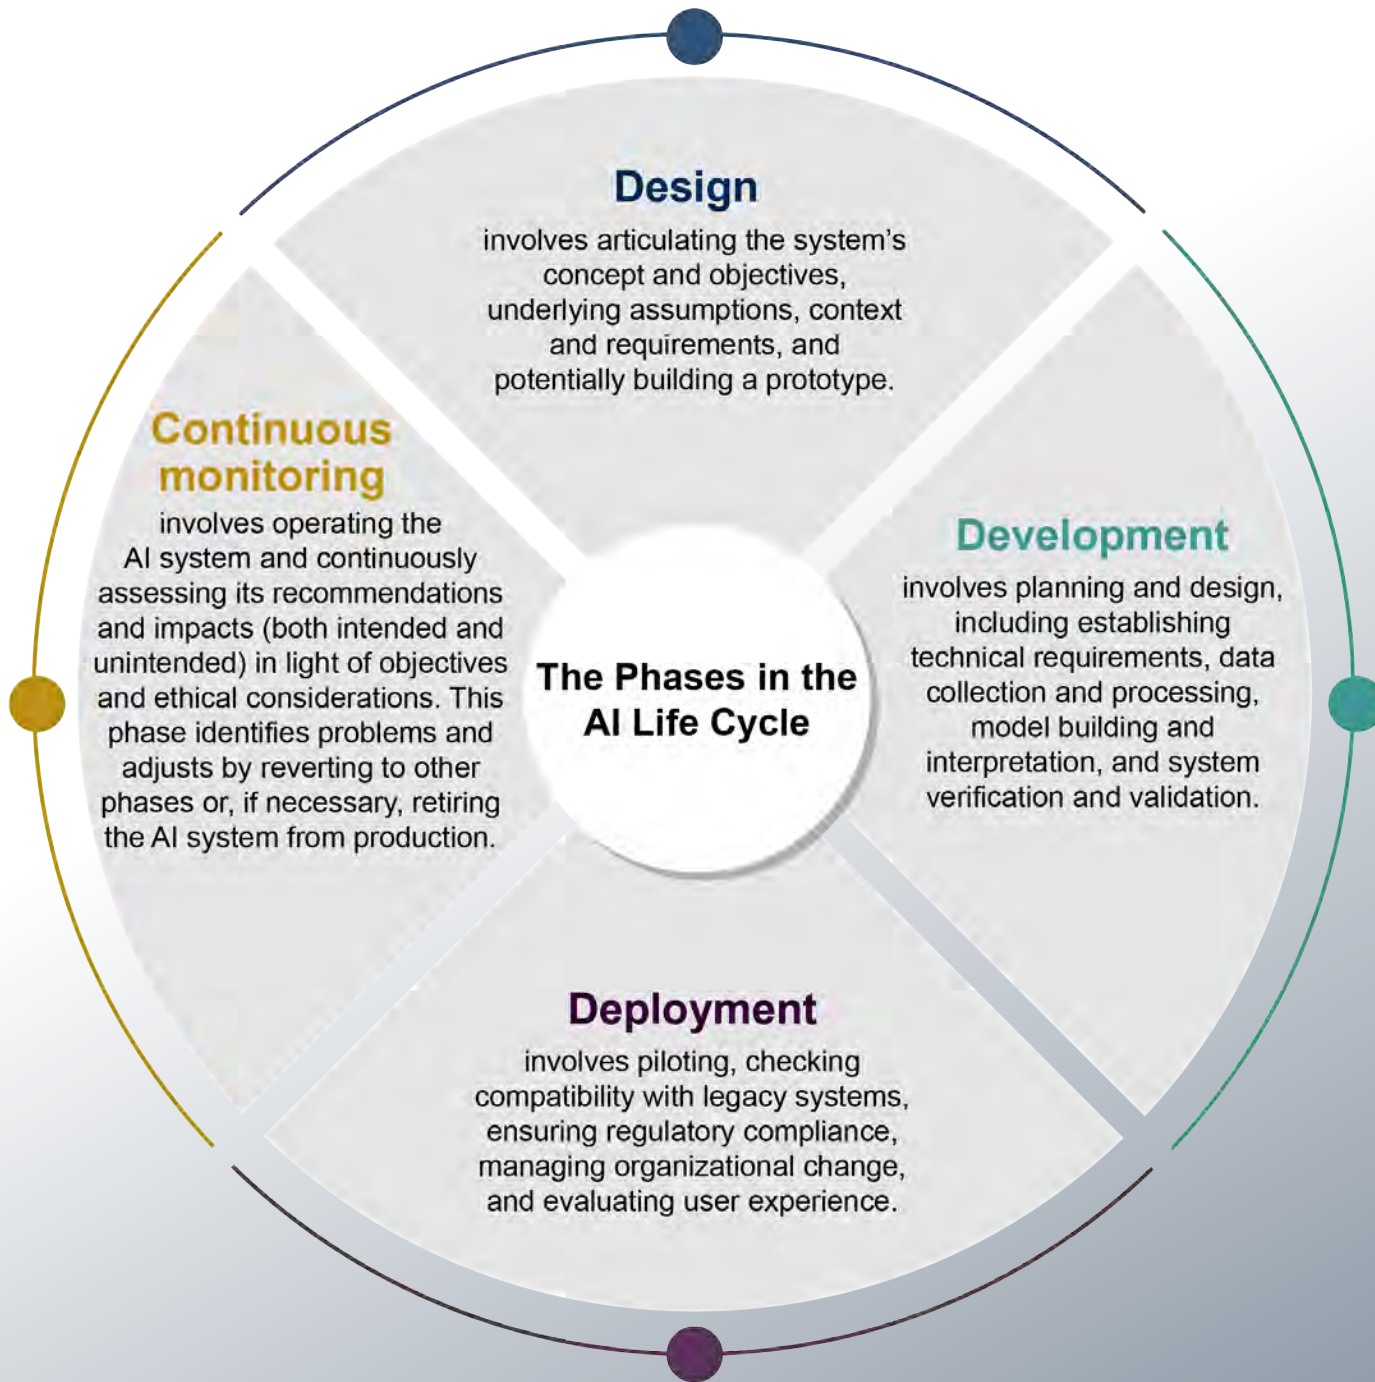 Design
involves articulating the system's
concept and objectives,
underlying assumptions, context
and requirements, and
potentially building a prototype.
Continuous
monitoring
involves operating the
AI system and continuously
assessing its recommendations
and impacts (both intended and
unintended) in light of objectives
and ethical considerations. This
phase identifies problems and
adjusts by reverting to other
phases or, if necessary, retiring
the AI system from production.
The Phases in the
AI Life Cycle
Development
involves planning and design,
including establishing
technical requirements, data
collection and processing,
model building and
interpretation, and system
verification and validation.
Deployment
involves piloting, checking
compatibility with legacy systems,
ensuring regulatory compliance,
managing organizational change,
and evaluating user experience.